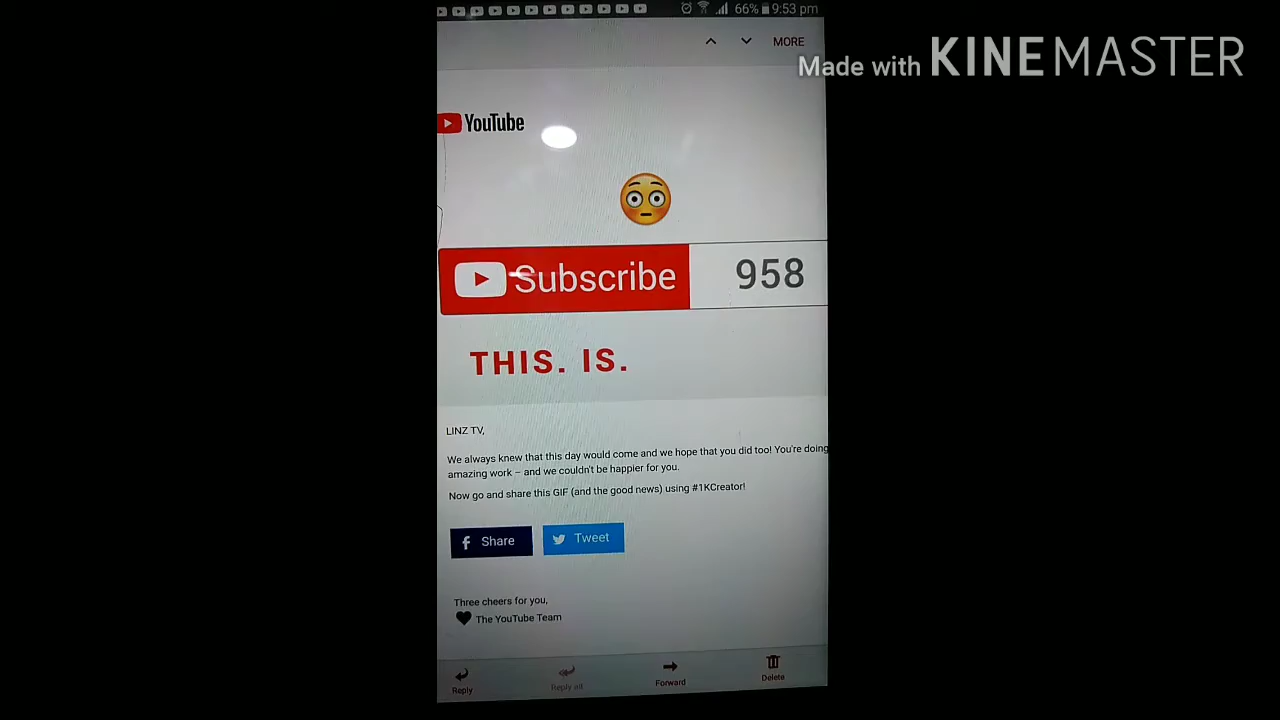 66% 9:53 pm
MORE
Made with KINEMASTER
YouTube
Subscribe 958
THIS. IS.
LINZ TV,
We always knew that this day would come and we hope that you did too! You're doing
amazing work – and we couldn't be happier for you.
Now go and share this GIF (and the good news) using #1KCreator!
f Share Tweet
Three cheers for you,
The YouTube Team
Reply Reply all Forward Delete